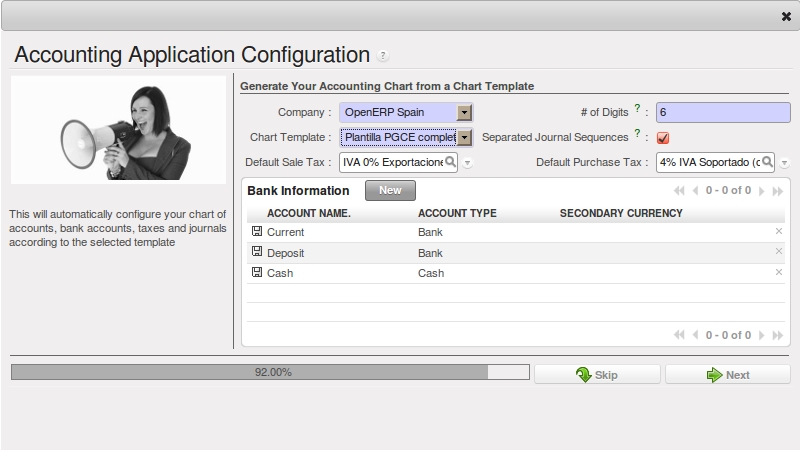 Accounting Application Configuration ?
Generate Your Accounting Chart from a Chart Template
Company : OpenERP Spain # of Digits ? : 6
Chart Template : Plantilla PGCE complet Separated Journal Sequences ? :
Default Sale Tax : IVA 0% Exportacione Default Purchase Tax : 4% IVA Soportado (c
This will automatically configure your chart of
accounts, bank accounts, taxes and journals
according to the selected template
Bank Information New 0 - 0 of 0
ACCOUNT NAME. ACCOUNT TYPE SECONDARY CURRENCY
Current Bank
Deposit Bank
Cash Cash
0 - 0 of 0
92.00% Skip Next